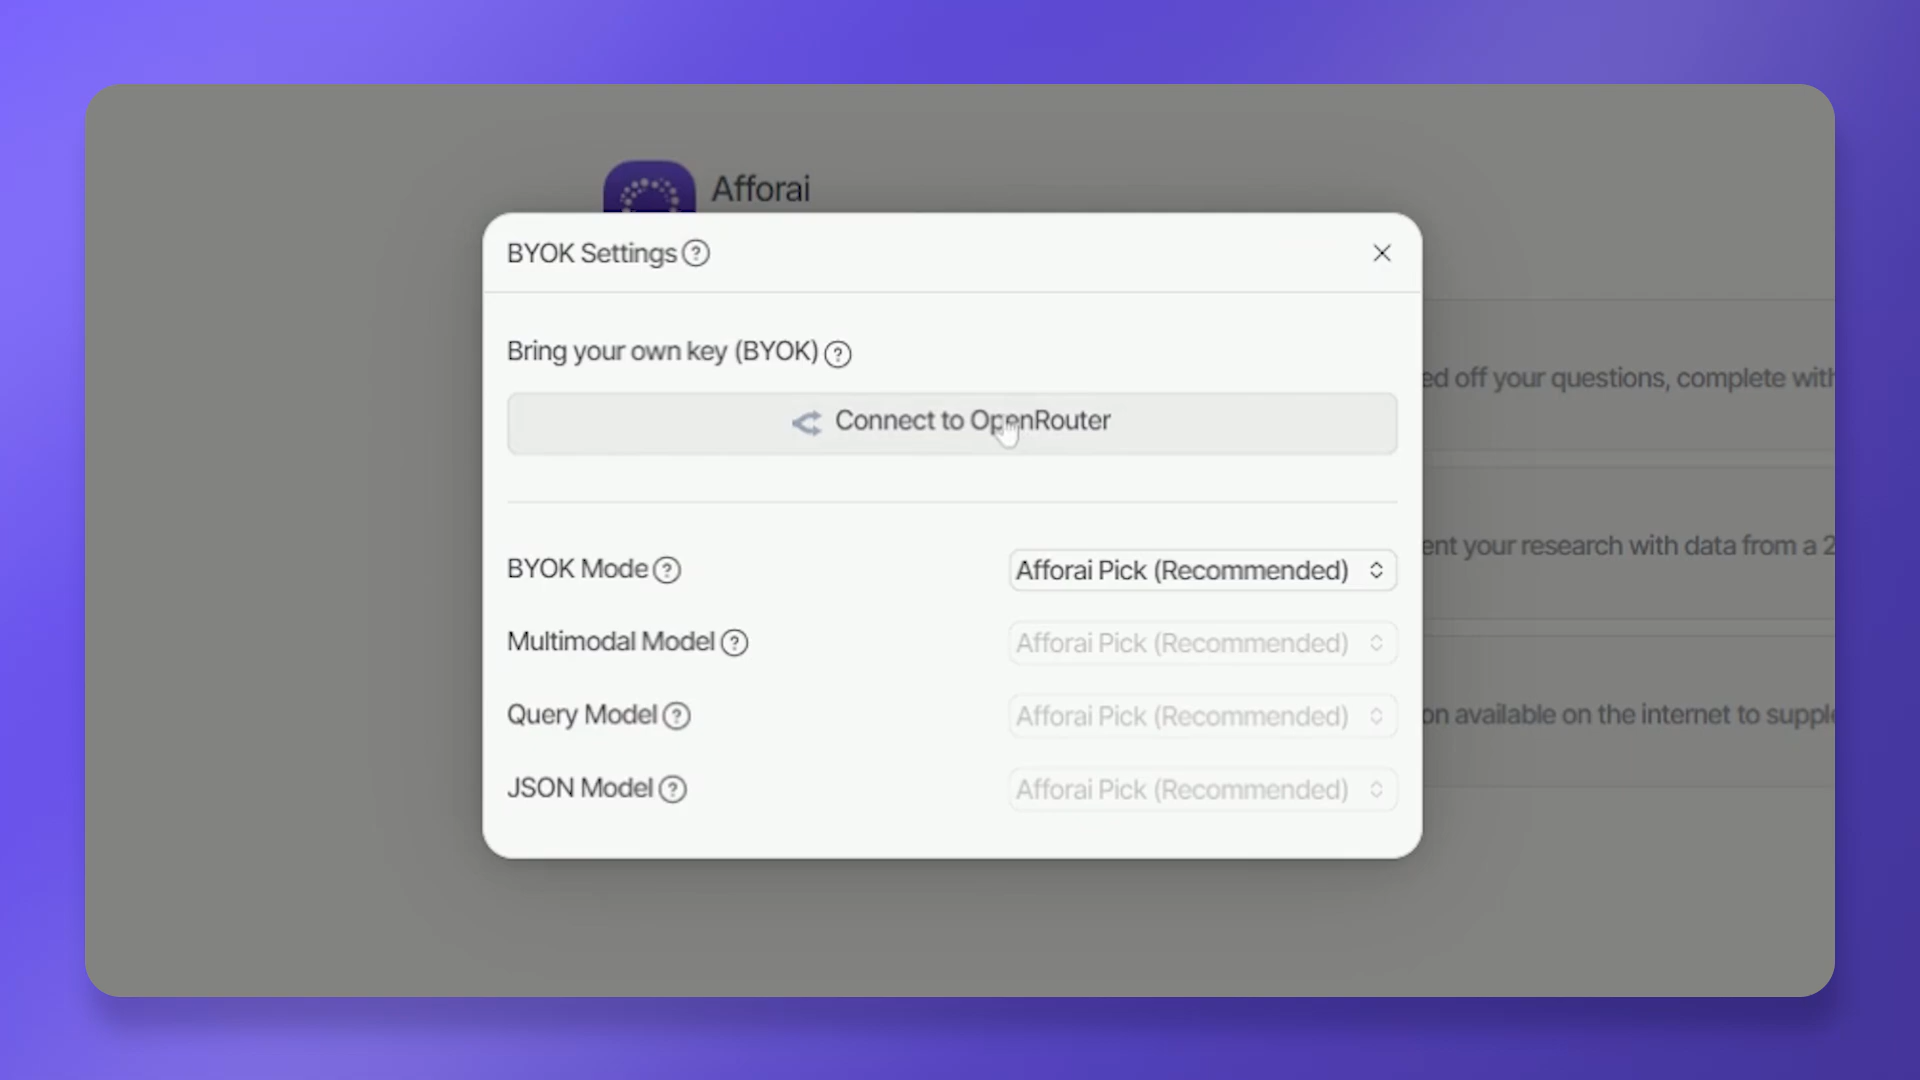 Afforai
BYOK Settings
Bring your own key (BYOK)
ed off your questions, complete with
Connect to OpenRouter
ent your research with data from a 2
BYOK Mode
Afforai Pick (Recommended)
Multimodal Model
Afforai Pick (Recommended)
Query Model
Afforai Pick (Recommended)
on available on the internet to supple
JSON Model
Afforai Pick (Recommended)